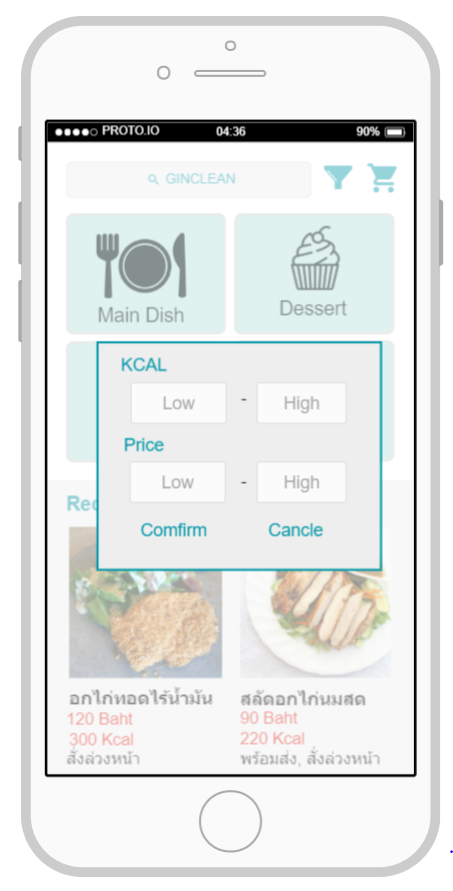 PROTO.IO 04:36 90%
GINCLEAN
Main Dish Dessert
KCAL
Low - High
Price
Low - High
Comfirm Cancle
อกไก่ทอดไร้น้ำมัน สลัดอกไก่นมสด
120 Baht 90 Baht
300 Kcal 220 Kcal
สั่งล่วงหน้า พร้อมส่ง, สั่งล่วงหน้า